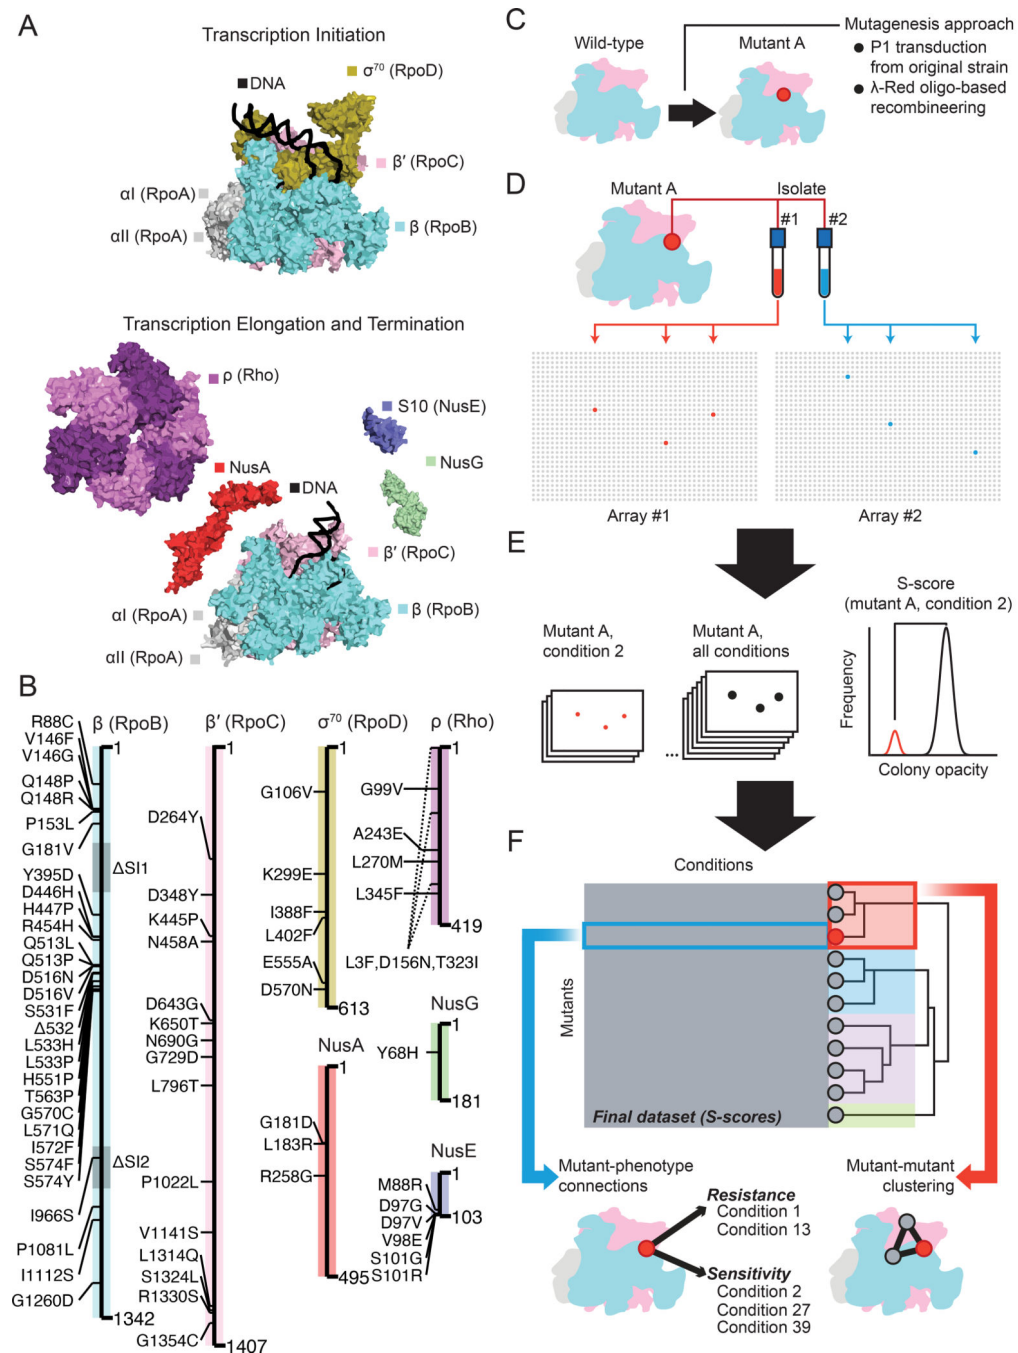 A
Transcription Initiation
σ⁷⁰ (RpoD)
DNA
β′ (RpoC)
αI (RpoA)
αII (RpoA)
β (RpoB)
Transcription Elongation and Termination
ρ (Rho)
S10 (NusE)
NusA
NusG
DNA
β′ (RpoC)
β (RpoB)
αI (RpoA)
αII (RpoA)
B
β (RpoB)
R88C
V146F
V146G
Q148P
Q148R
P153L
G181V
Y395D
D446H
H447P
R454H
Q513L
Q513P
D516N
D516V
S531F
Δ532
L533H
L533P
H551P
T563P
G570C
L571Q
I572F
S574F
S574Y
I966S
P1081L
I1112S
G1260D
1
ΔSI1
ΔSI2
1342
β′ (RpoC)
1
D264Y
D348Y
K445P
N458A
D643G
K650T
N690G
G729D
L796T
P1022L
V1141S
L1314Q
S1324L
R1330S
G1354C
1407
σ⁷⁰ (RpoD)
1
G106V
K299E
I388F
L402F
E555A
D570N
613
ρ (Rho)
1
G99V
A243E
L270M
L345F
419
L3F,D156N,T323I
NusA
1
G181D
L183R
R258G
495
NusG
1
Y68H
181
NusE
1
M88R
D97G
D97V
V98E
S101G
S101R
103
C
Wild-type
Mutant A
Mutagenesis approach
P1 transduction
from original strain
λ-Red oligo-based
recombineering
D
Mutant A
Isolate
#1
#2
Array #1
Array #2
E
Mutant A,
condition 2
Mutant A,
all conditions
...
S-score
(mutant A, condition 2)
Frequency
Colony opacity
F
Conditions
Mutants
Final dataset (S-scores)
Mutant-phenotype
connections
Resistance
Condition 1
Condition 13
Sensitivity
Condition 2
Condition 27
Condition 39
Mutant-mutant
clustering